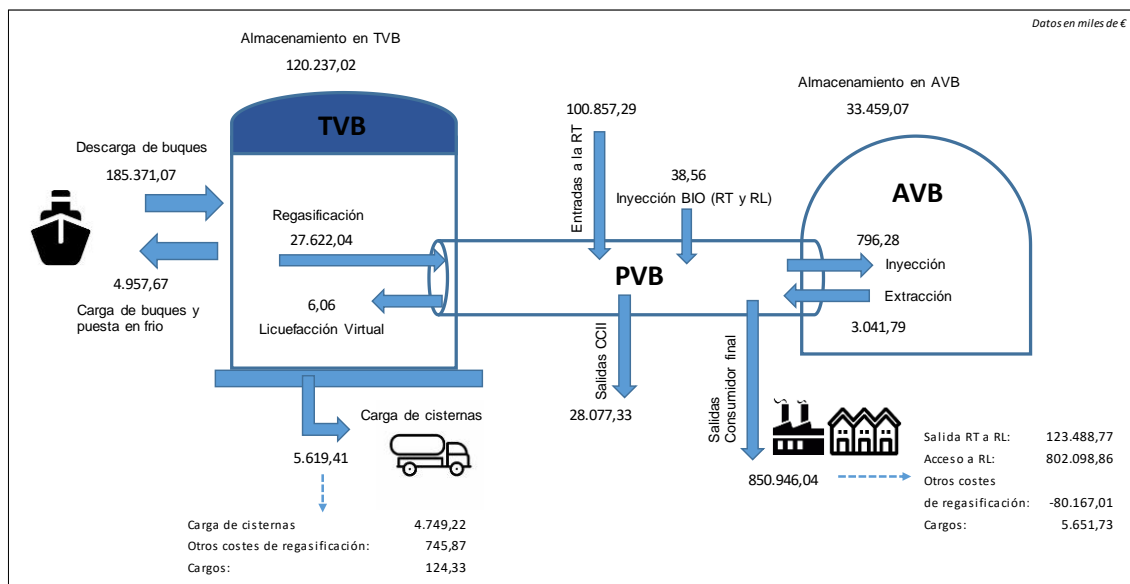 Datos en miles de €
Almacenamiento en TVB
120.237,02
TVB
Descarga de buques
185.371,07
4.957,67
Carga de buques y
puesta en frio
Regasificación
27.622,04
6,06
Licuefacción Virtual
Carga de cisternas
5.619,41
Carga de cisternas 4.749,22
Otros costes de regasificación: 745,87
Cargos: 124,33
100.857,29
Entradas a la RT
38,56
Inyección BIO (RT y RL)
PVB
Salidas CCII
28.077,33
Salidas
Consumidor final
850.946,04
Almacenamiento en AVB
33.459,07
AVB
796,28
Inyección
Extracción
3.041,79
Salida RT a RL: 123.488,77
Acceso a RL: 802.098,86
Otros costes
de regasificación: -80.167,01
Cargos: 5.651,73